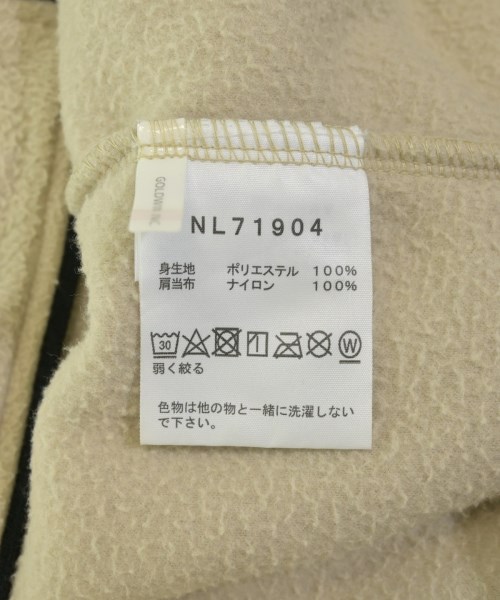 GOLDWIN
NL71904
身生地 ポリエステル 100%
肩当布 ナイロン 100%
30
W
弱く絞る
色物は他の物と一緒に洗濯しない
で下さい。